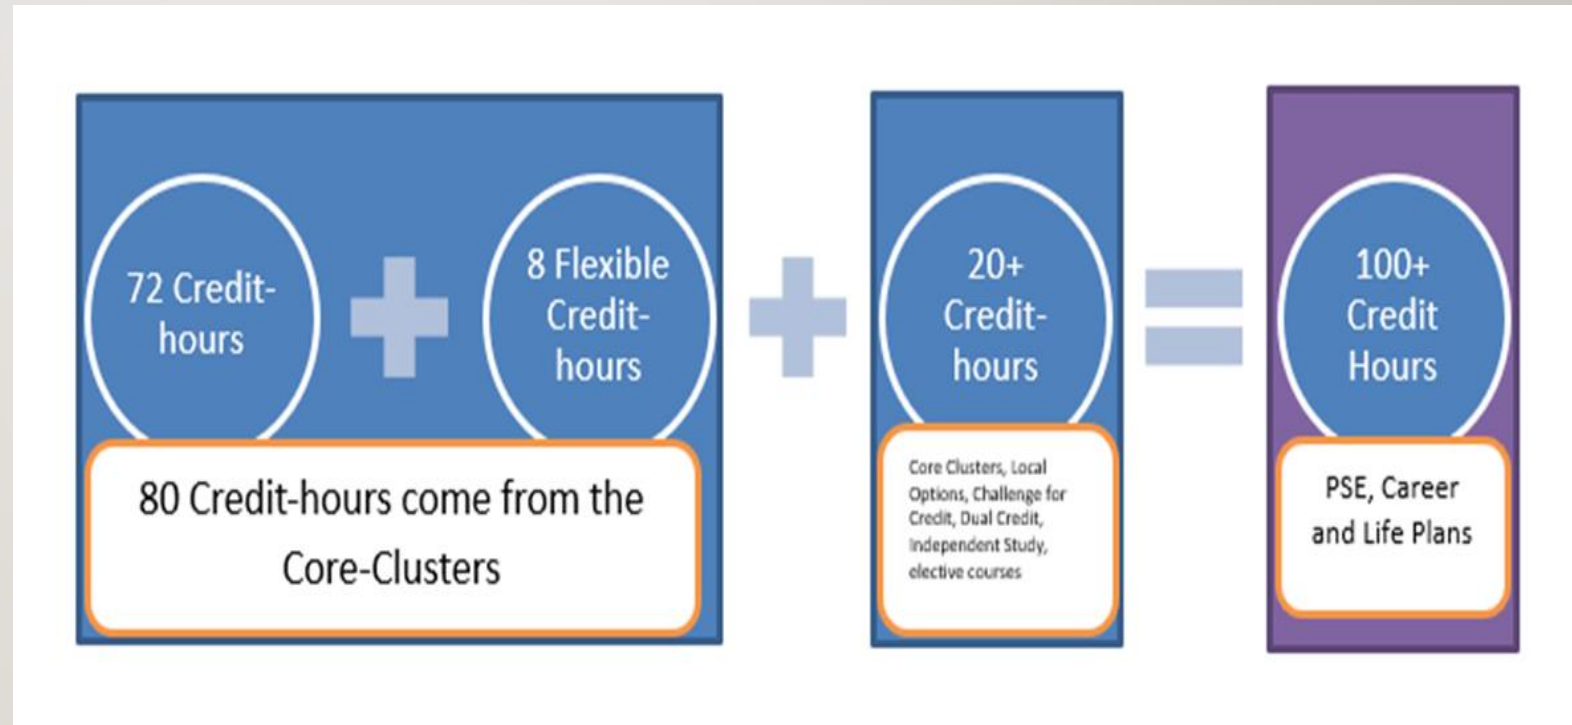 72 Credit-
hours
8 Flexible
Credit-
hours
80 Credit-hours come from the
Core-Clusters
20+
Credit-
hours
Core Clusters, Local
Options, Challenge for
Credit, Dual Credit,
Independent Study,
elective courses
100+
Credit
Hours
PSE, Career
and Life Plans